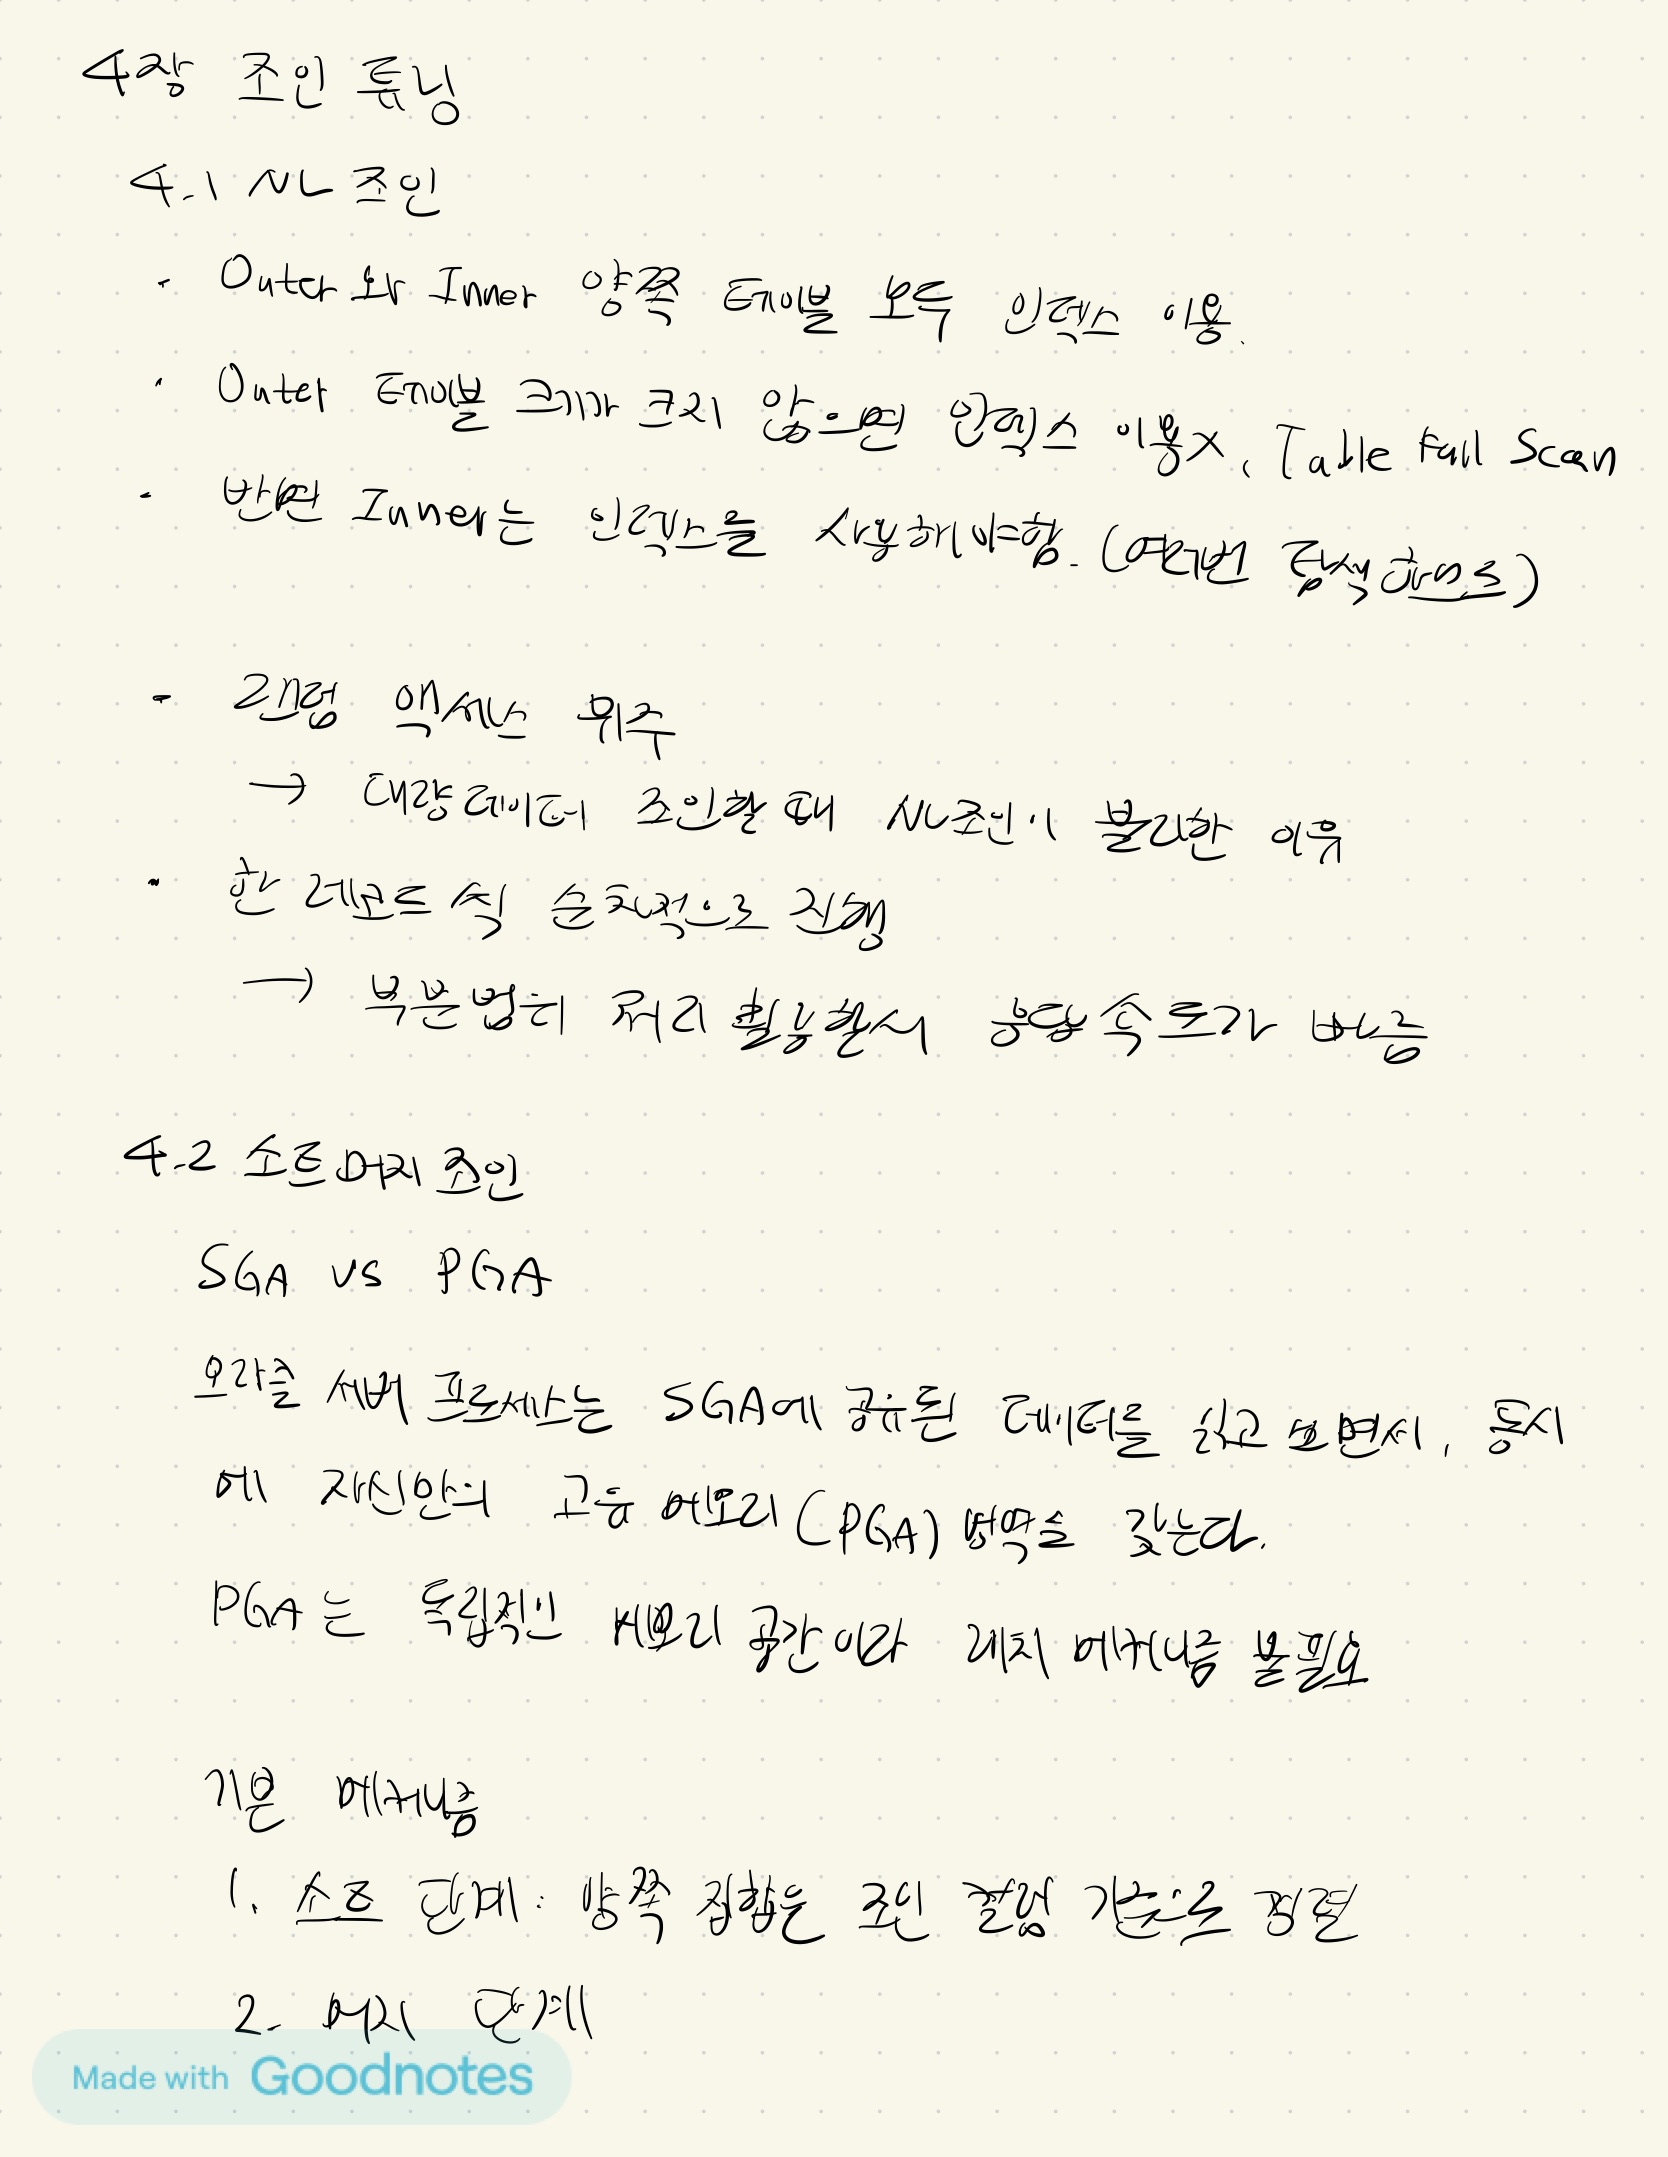 4장 조인 튜닝
4.1 NL 조인
· Outer와 Inner 양쪽 테이블 모두 인덱스 이용.
· Outer 테이블 크기가 크지 않으면 인덱스 이용X, Table Full Scan
· 반면 Inner는 인덱스를 사용해야함. (여러번 탐색하므로)
- 랜덤 액세스 위주
→ 대량 데이터 조인할 때 NL조인이 불리한 이유
· 한 레코드 식 순차적으로 진행
→ 부분범위 처리 활용할시 응답 속도가 빠름
4.2 소트 머지 조인
SGA vs PGA
오라클 서버 프로세스는 SGA에 공유된 데이터를 읽고 보면서, 동시
에 자신만의 고유 메모리(PGA) 영역을 갖는다.
PGA는 독립적인 메모리 공간이라 래치 메커니즘 불필요
기본 메커니즘
1. 소트 단계: 양쪽 집합을 조인 컬럼 기준으로 정렬
2. 머지 단계
Made with Goodnotes